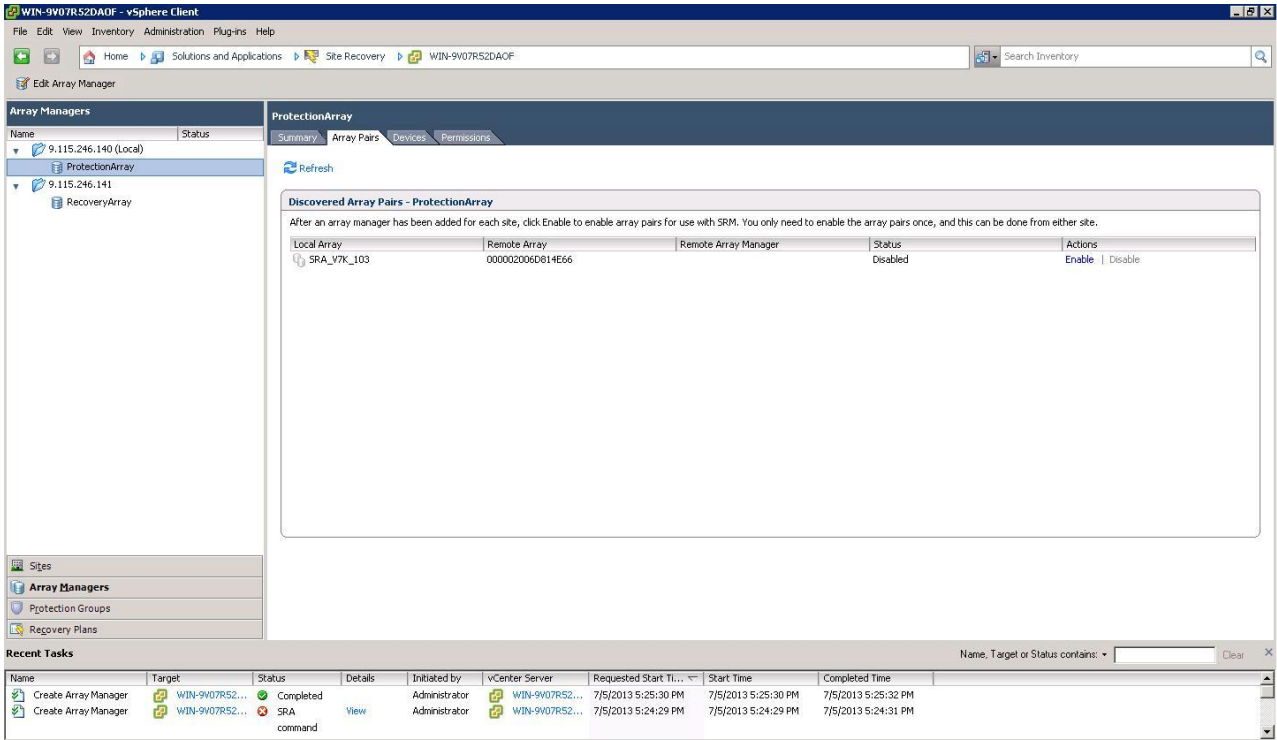 WIN-9V07R52DAOF - vSphere Client
File Edit View Inventory Administration Plug-ins Help
Home Solutions and Applications Site Recovery WIN-9V07R52DAOF Search Inventory
Edit Array Manager
Array Managers
Name Status
9.115.246.140 (Local)
ProtectionArray
9.115.246.141
RecoveryArray
Sites
Array Managers
Protection Groups
Recovery Plans
ProtectionArray
Summary Array Pairs Devices Permissions
Refresh
Discovered Array Pairs - ProtectionArray
After an array manager has been added for each site, click Enable to enable array pairs for use with SRM. You only need to enable the array pairs once, and this can be done from either site.
Local Array Remote Array Remote Array Manager Status Actions
SRA_V7K_103 000002006D814E66 Disabled Enable | Disable
Recent Tasks Name, Target or Status contains: Clear
Name Target Status Details Initiated by vCenter Server Requested Start Ti... Start Time Completed Time
Create Array Manager WIN-9V07R52... Completed Administrator WIN-9V07R52... 7/5/2013 5:25:30 PM 7/5/2013 5:25:30 PM 7/5/2013 5:25:32 PM
Create Array Manager WIN-9V07R52... SRA View Administrator WIN-9V07R52... 7/5/2013 5:24:29 PM 7/5/2013 5:24:29 PM 7/5/2013 5:24:31 PM
command